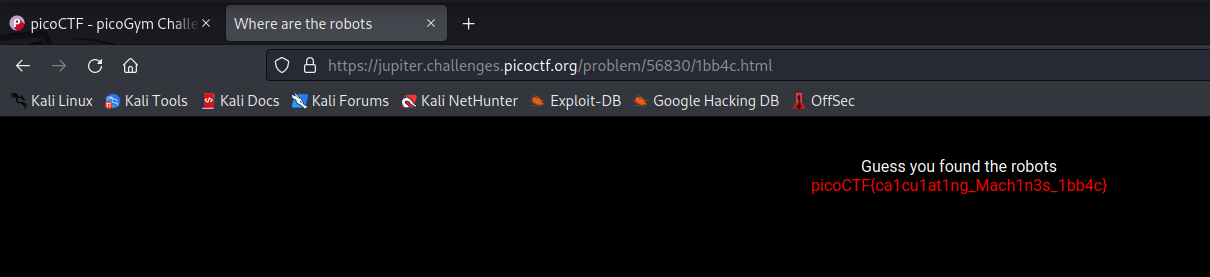 picoCTF - picoGym Challe
Where are the robots
https://jupiter.challenges.picoctf.org/problem/56830/1bb4c.html
Kali Linux
Kali Tools
Kali Docs
Kali Forums
Kali NetHunter
Exploit-DB
Google Hacking DB
OffSec
Guess you found the robots
picoCTF{ca1cu1at1ng_Mach1n3s_1bb4c}